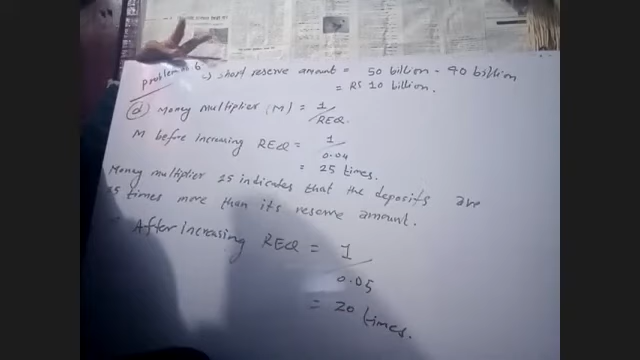 Problem no. 6 short reserve amount = 50 billion - 40 billion
= RS 10 billion.
(d) Money multiplier (M) = 1/REQ.
M before increasing REQ = 1/0.04
= 25 times.
Money multiplier 25 indicates that the deposits are
25 times more than its reserve amount.
After increasing REQ = 1/0.05
= 20 times.